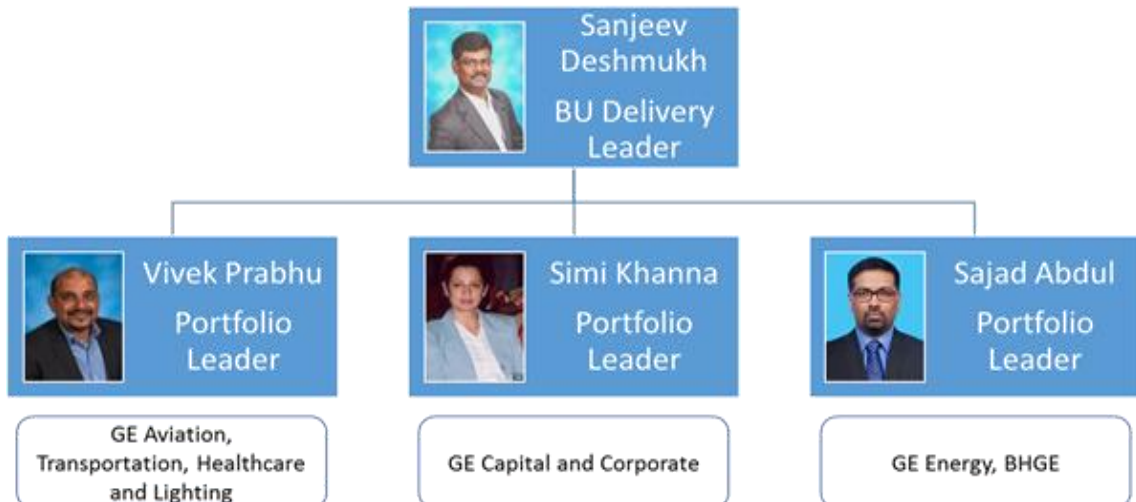 Sanjeev
Deshmukh
BU Delivery
Leader
Vivek Prabhu
Portfolio
Leader
Simi Khanna
Portfolio
Leader
Sajad Abdul
Portfolio
Leader
GE Aviation,
Transportation, Healthcare
and Lighting
GE Capital and Corporate
GE Energy, BHGE